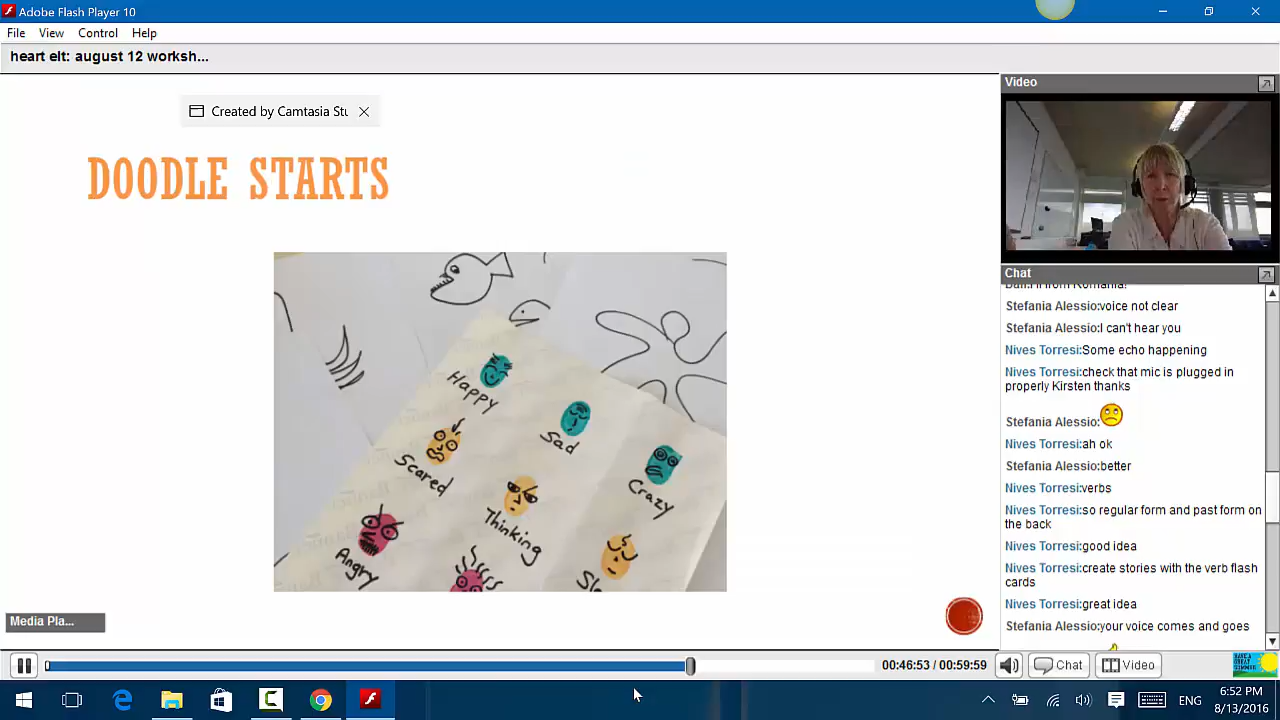 Adobe Flash Player 10
File View Control Help
heart elt: august 12 worksh...
Created by Camtasia Stu
DOODLE STARTS
Happy
Sad
Scared
Crazy
Thinking
Angry
Media Pla...
Video
Chat
Stefania Alessio:voice not clear
Stefania Alessio:I can't hear you
Nives Torresi:Some echo happening
Nives Torresi:check that mic is plugged in
properly Kirsten thanks
Stefania Alessio:
Nives Torresi:ah ok
Stefania Alessio:better
Nives Torresi:verbs
Nives Torresi:so regular form and past form on
the back
Nives Torresi:good idea
Nives Torresi:create stories with the verb flash
cards
Nives Torresi:great idea
Stefania Alessio:your voice comes and goes
00:46:53 / 00:59:59
Chat
Video
HAVE A
GREAT
SUMMER
ENG
6:52 PM
8/13/2016